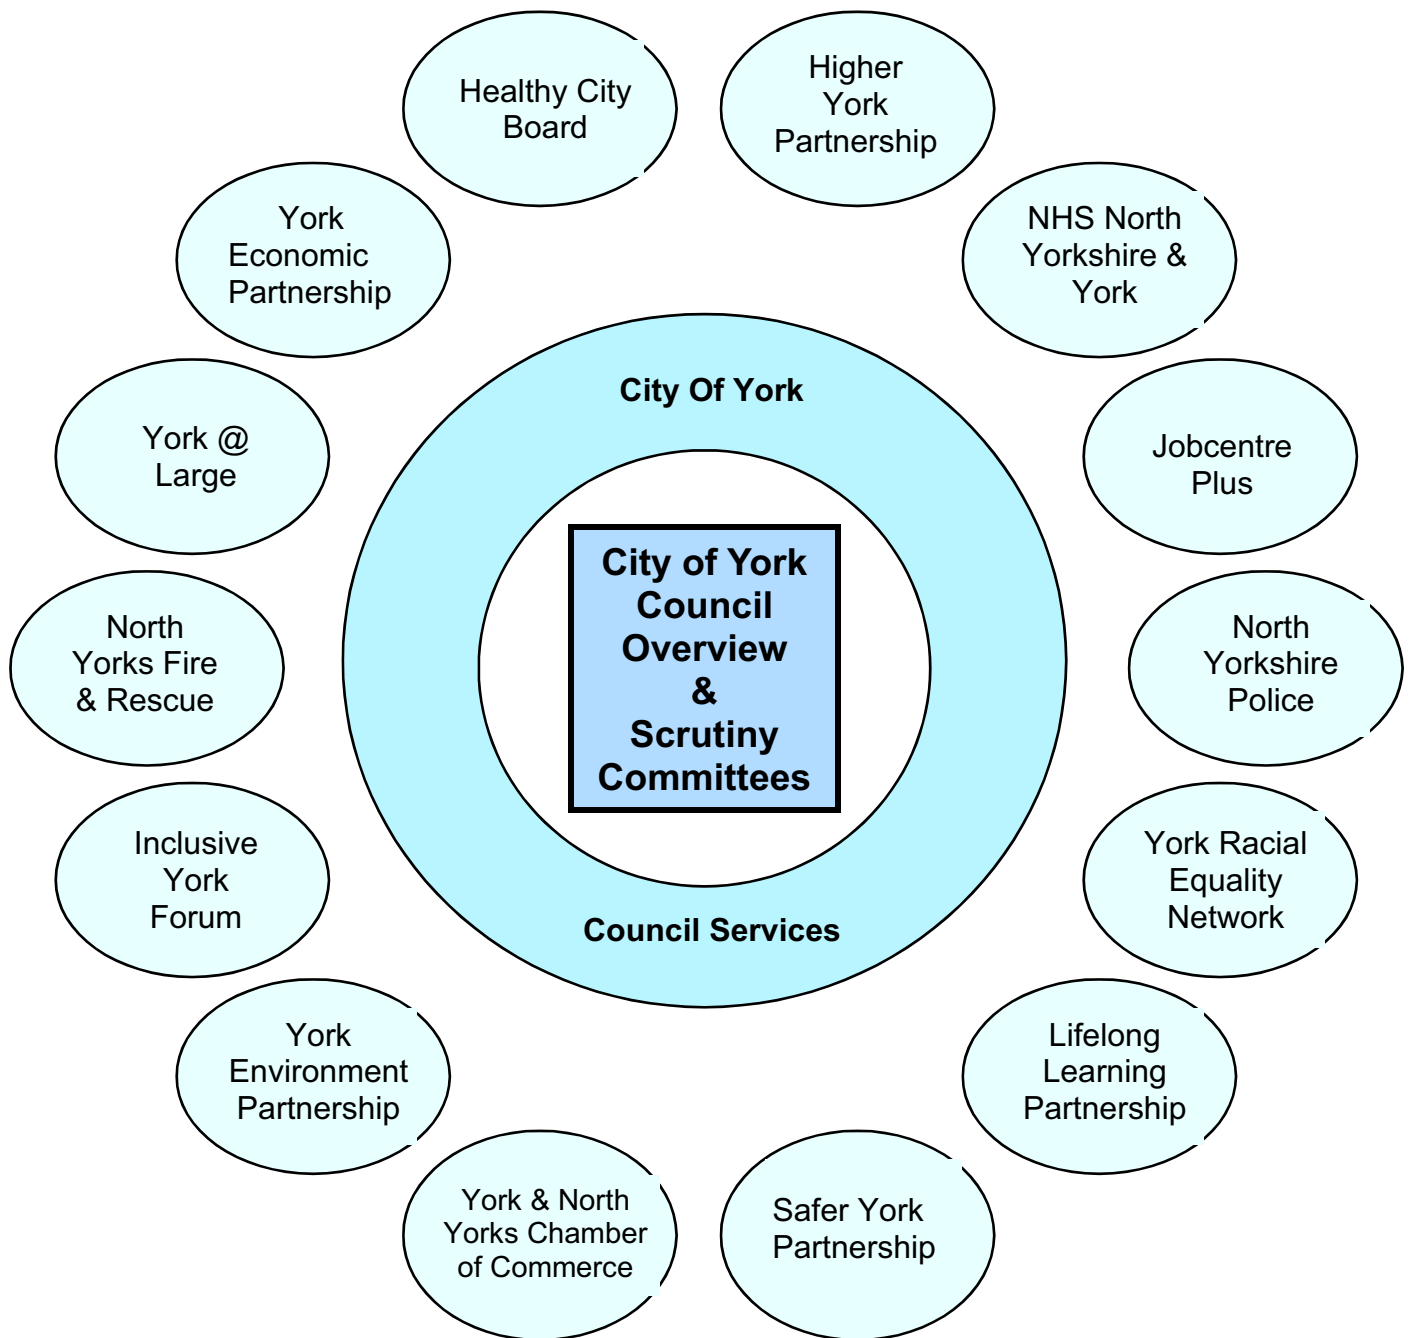 Healthy City
Board
Higher
York
Partnership
York
Economic
Partnership
NHS North
Yorkshire &
York
City Of York
York @
Large
Jobcentre
Plus
City of York
Council
Overview
&
Scrutiny
Committees
North
Yorks Fire
& Rescue
North
Yorkshire
Police
Inclusive
York
Forum
York Racial
Equality
Network
Council Services
York
Environment
Partnership
Lifelong
Learning
Partnership
York & North
Yorks Chamber
of Commerce
Safer York
Partnership